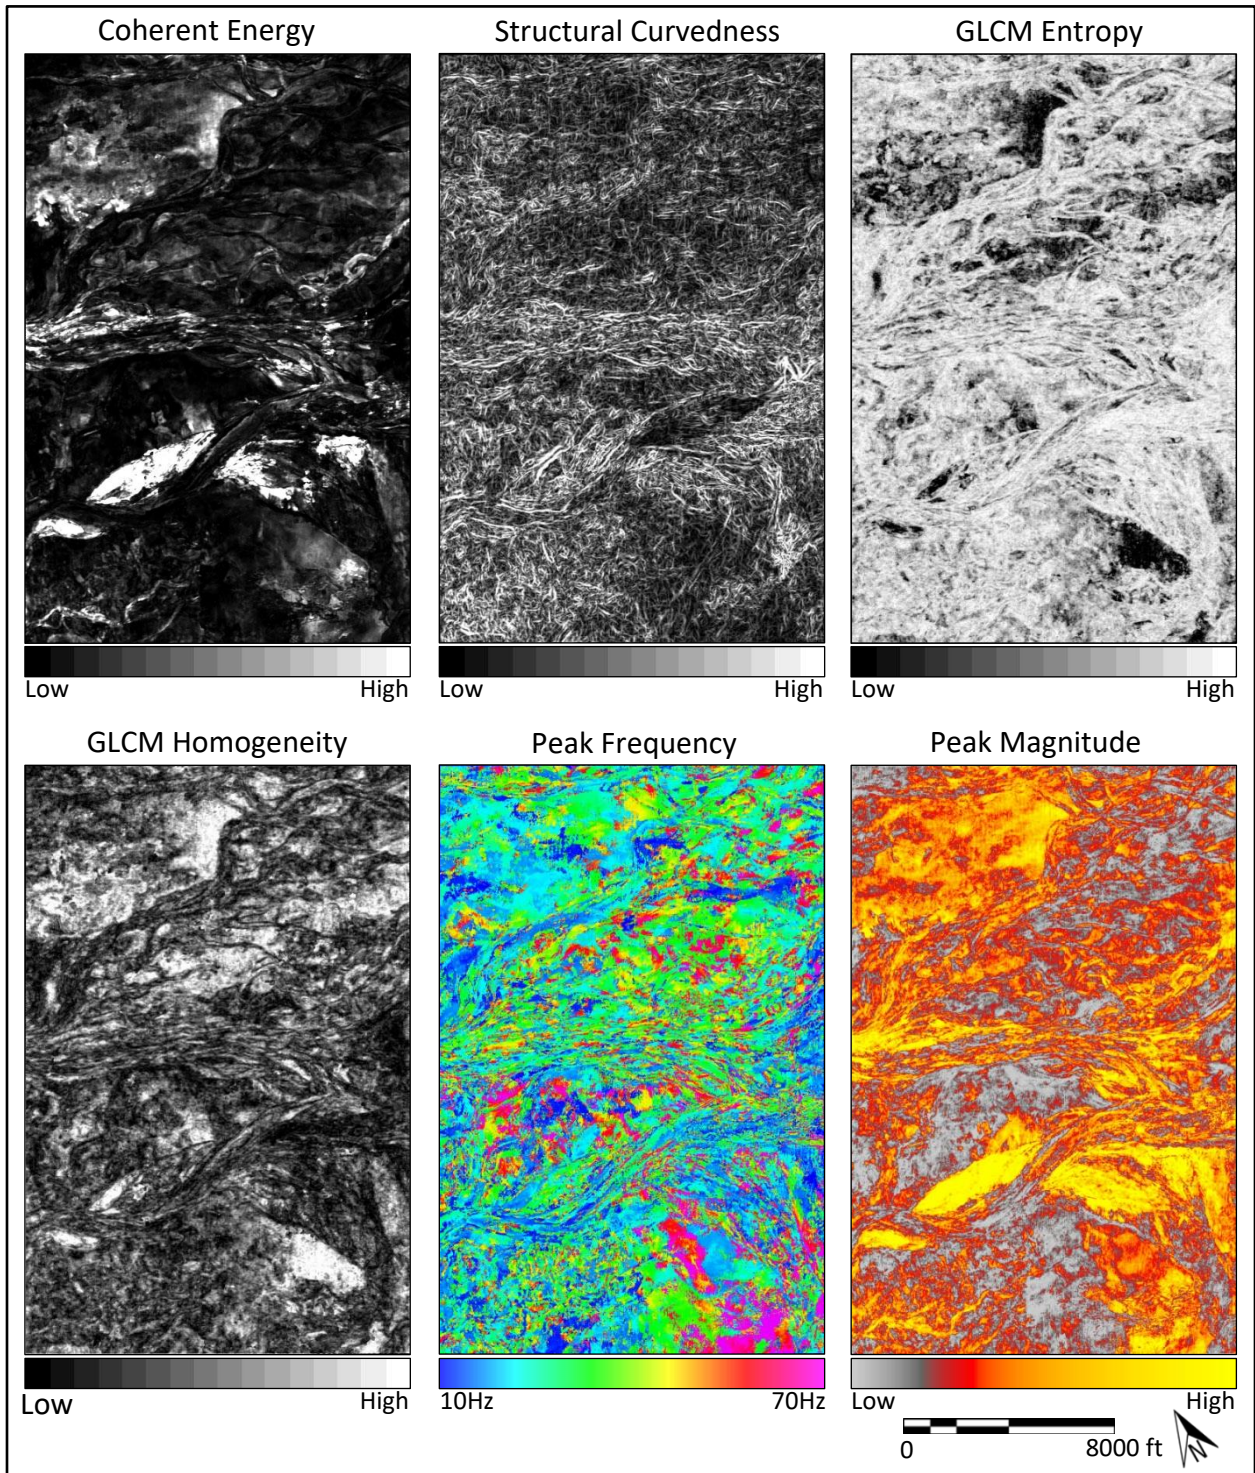 Coherent Energy Structural Curvedness GLCM Entropy
Low High Low High Low High
GLCM Homogeneity Peak Frequency Peak Magnitude
Low High 10Hz 70Hz Low High
0 8000 ft N